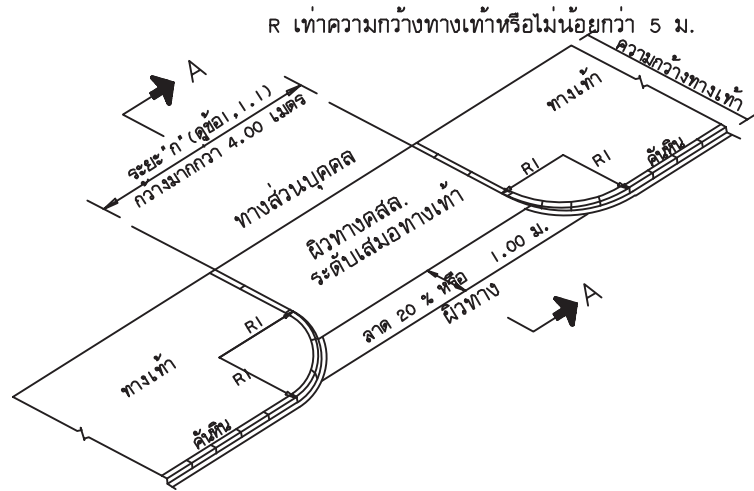 R เท่าความกว้างทางเท้าหรือไม่น้อยกว่า 5 ม.
ความกว้างทางเท้า
A
ทางเท้า
ระยะ"ก"(ดูข้อ1.1.1)
กว้างมากกว่า 4.00 เมตร
คันหิน
R1
R1
ทางส่วนบุคคล
ผิวทางคสล.
ระดับเสมอทางเท้า
ลาด 20 % หรือ 1.00 ม.
ผิวทาง
A
R1
R1
ทางเท้า
คันหิน